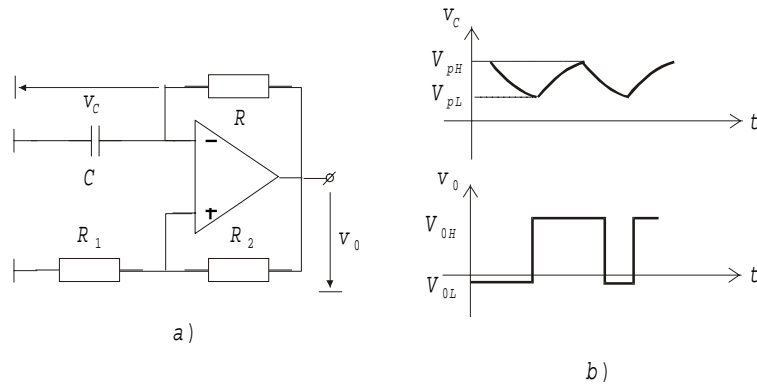 v_C
R
C
-
+
R_1
R_2
v_0
a)
v_C
V_pH
V_pL
t
v_0
V_0H
V_0L
t
b)